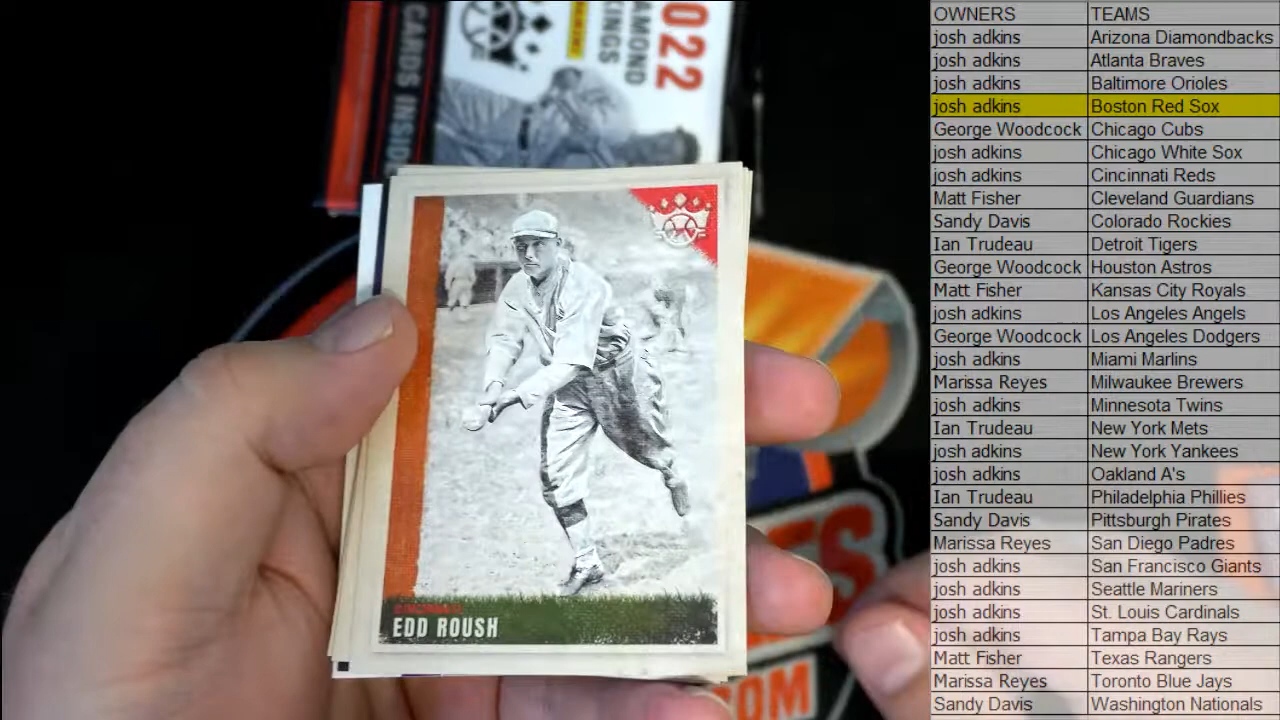 2022
AMOND
KINGS
PANINI
CARDS INSIDE
CINCINNATI
EDD ROUSH
.COM
OWNERS TEAMS
josh adkins Arizona Diamondbacks
josh adkins Atlanta Braves
josh adkins Baltimore Orioles
josh adkins Boston Red Sox
George Woodcock Chicago Cubs
josh adkins Chicago White Sox
josh adkins Cincinnati Reds
Matt Fisher Cleveland Guardians
Sandy Davis Colorado Rockies
Ian Trudeau Detroit Tigers
George Woodcock Houston Astros
Matt Fisher Kansas City Royals
josh adkins Los Angeles Angels
George Woodcock Los Angeles Dodgers
josh adkins Miami Marlins
Marissa Reyes Milwaukee Brewers
josh adkins Minnesota Twins
Ian Trudeau New York Mets
josh adkins New York Yankees
josh adkins Oakland A's
Ian Trudeau Philadelphia Phillies
Sandy Davis Pittsburgh Pirates
Marissa Reyes San Diego Padres
josh adkins San Francisco Giants
josh adkins Seattle Mariners
josh adkins St. Louis Cardinals
josh adkins Tampa Bay Rays
Matt Fisher Texas Rangers
Marissa Reyes Toronto Blue Jays
Sandy Davis Washington Nationals